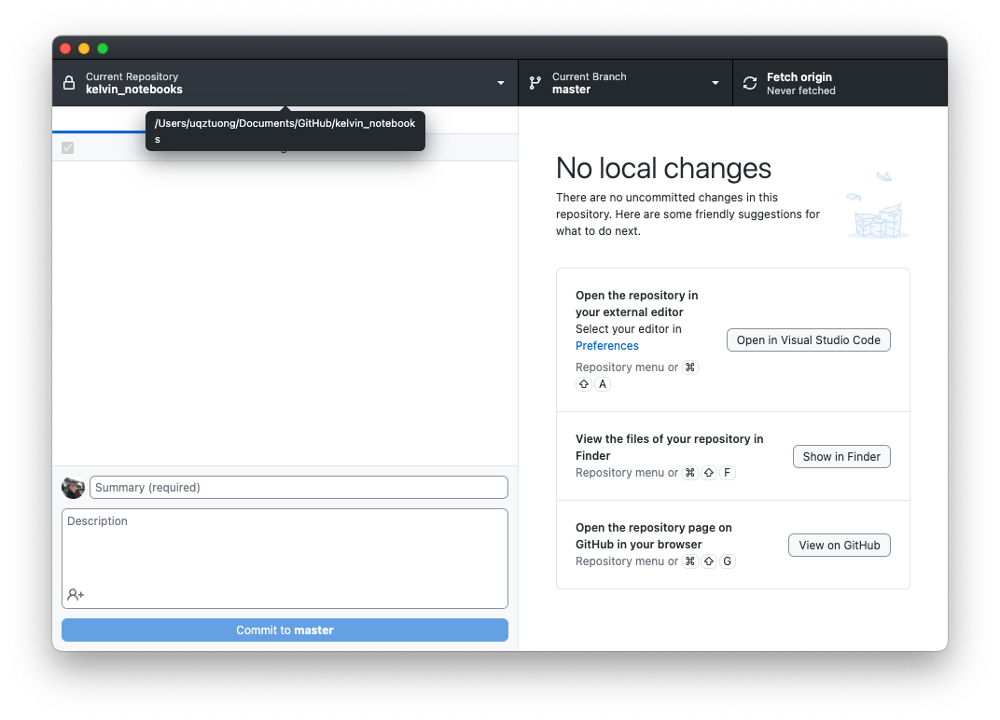 Current Repository
kelvin_notebooks
Current Branch
master
Fetch origin
Never fetched
/Users/uqztuong/Documents/GitHub/kelvin_notebook
s
No local changes
There are no uncommitted changes in this
repository. Here are some friendly suggestions for
what to do next.
Open the repository in
your external editor
Select your editor in
Preferences
Repository menu or ⌘
⇧ A
Open in Visual Studio Code
View the files of your repository in
Finder
Repository menu or ⌘ ⇧ F
Show in Finder
Open the repository page on
GitHub in your browser
Repository menu or ⌘ ⇧ G
View on GitHub
Summary (required)
Description
Commit to master